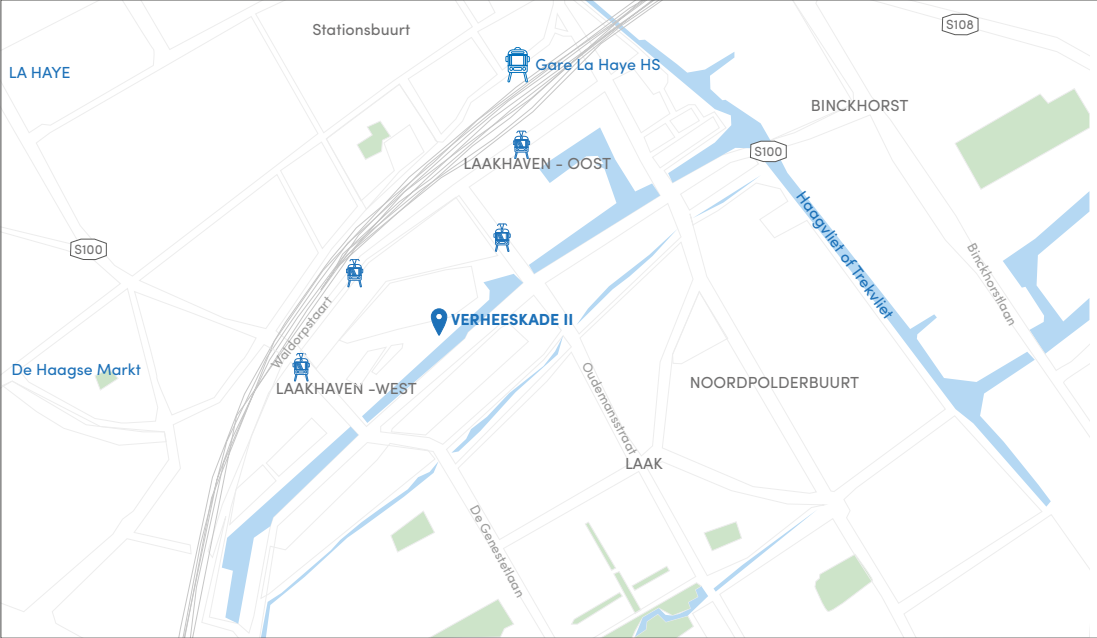 S108
Stationsbuurt
Gare La Haye HS
LA HAYE
BINCKHORST
S100
LAAKHAVEN - OOST
Haagvliet of Trekvliet
S100
Binckhorstlaan
Waldorpstaart
VERHEESKADE II
De Haagse Markt
LAAKHAVEN -WEST
NOORDPOLDERBUURT
Oudemansstraat
LAAK
De Genestetlaan